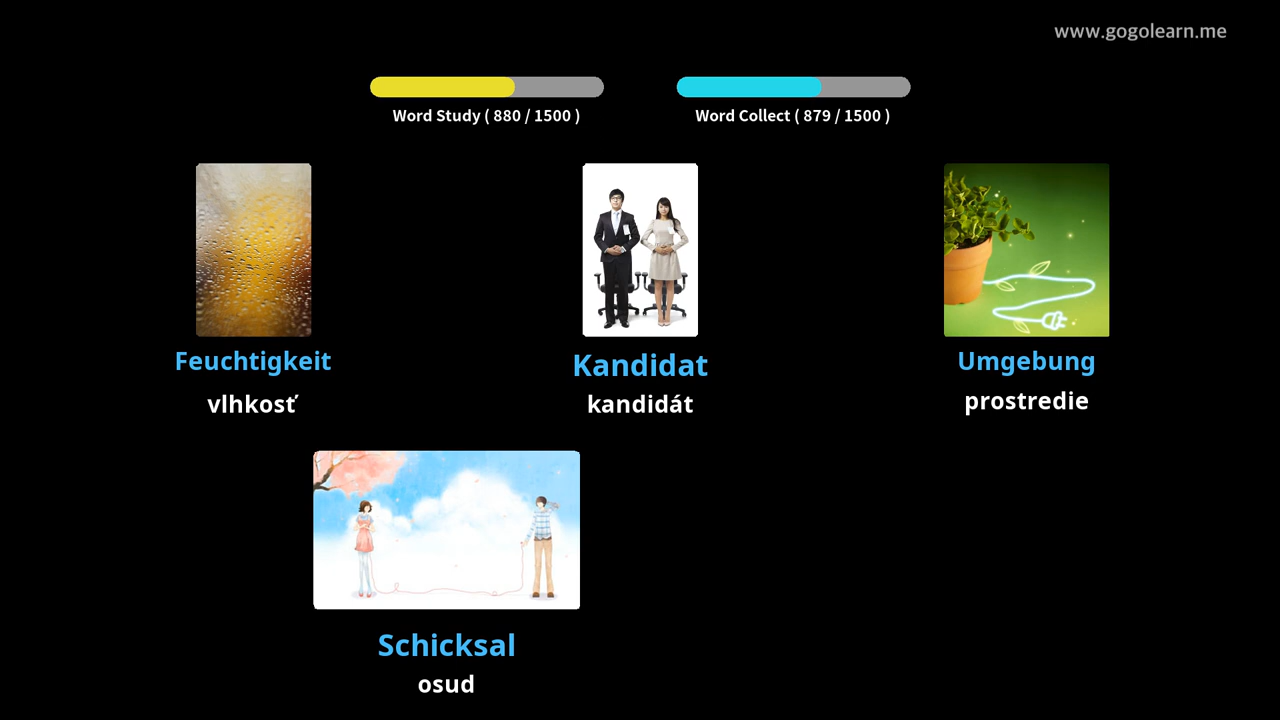 www.gogolearn.me
Word Study ( 880 / 1500 )
Word Collect ( 879 / 1500 )
Feuchtigkeit
vlhkosť
Kandidat
kandidát
Umgebung
prostredie
Schicksal
osud